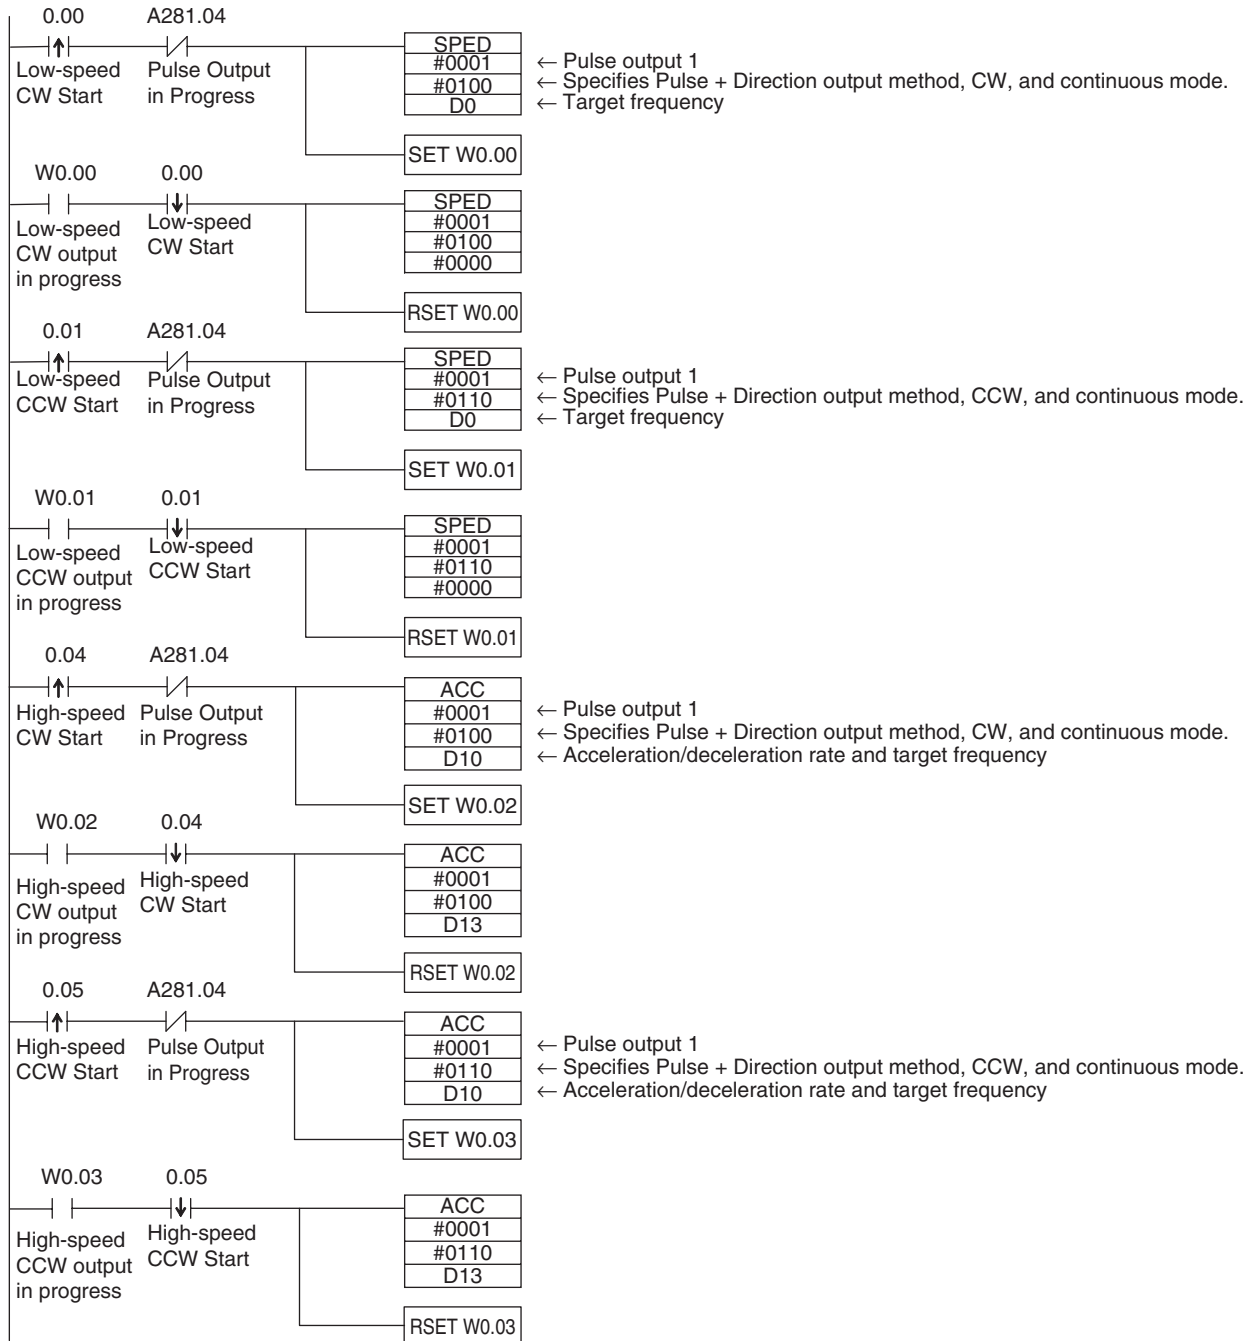 0.00 A281.04
Low-speed CW Start
Pulse Output in Progress
SPED
#0001 ← Pulse output 1
#0100 ← Specifies Pulse + Direction output method, CW, and continuous mode.
D0 ← Target frequency
SET W0.00
W0.00 0.00
Low-speed CW output in progress
Low-speed CW Start
SPED
#0001
#0100
#0000
RSET W0.00
0.01 A281.04
Low-speed CCW Start
Pulse Output in Progress
SPED
#0001 ← Pulse output 1
#0110 ← Specifies Pulse + Direction output method, CCW, and continuous mode.
D0 ← Target frequency
SET W0.01
W0.01 0.01
Low-speed CCW output in progress
Low-speed CCW Start
SPED
#0001
#0110
#0000
RSET W0.01
0.04 A281.04
High-speed CW Start
Pulse Output in Progress
ACC
#0001 ← Pulse output 1
#0100 ← Specifies Pulse + Direction output method, CW, and continuous mode.
D10 ← Acceleration/deceleration rate and target frequency
SET W0.02
W0.02 0.04
High-speed CW output in progress
High-speed CW Start
ACC
#0001
#0100
D13
RSET W0.02
0.05 A281.04
High-speed CCW Start
Pulse Output in Progress
ACC
#0001 ← Pulse output 1
#0110 ← Specifies Pulse + Direction output method, CCW, and continuous mode.
D10 ← Acceleration/deceleration rate and target frequency
SET W0.03
W0.03 0.05
High-speed CCW output in progress
High-speed CCW Start
ACC
#0001
#0110
D13
RSET W0.03